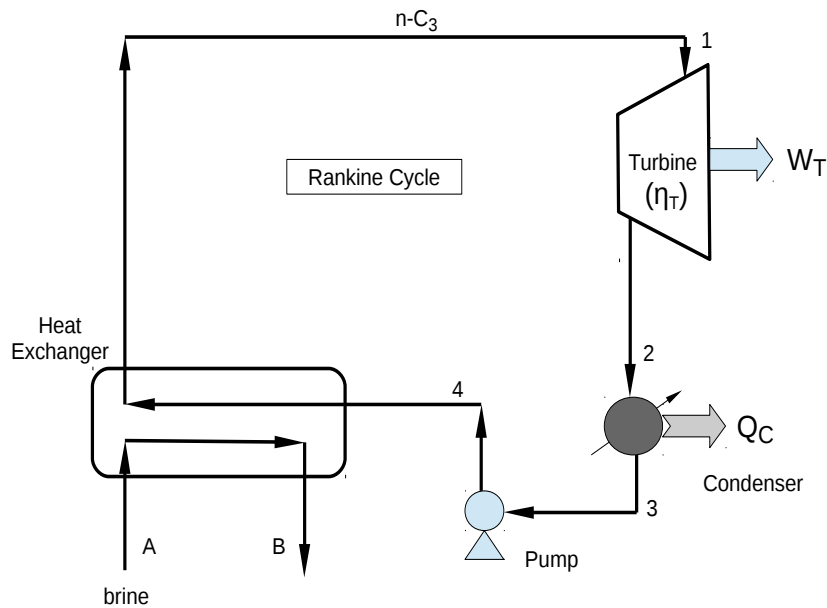 n-C3
1
Turbine
(ηT)
WT
Rankine Cycle
Heat
Exchanger
2
4
QC
Condenser
3
A
B
Pump
brine